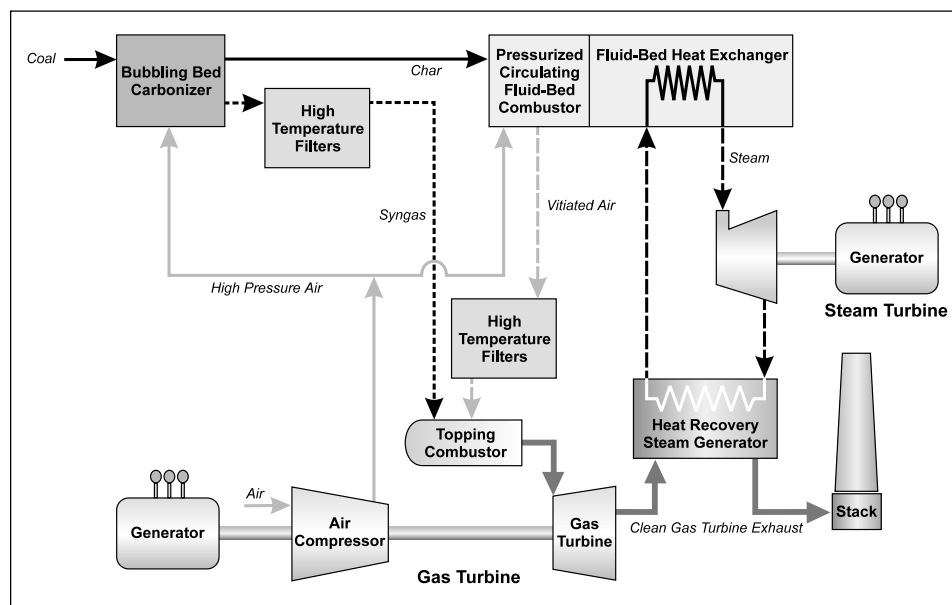 Coal
Bubbling Bed
Carbonizer
Char
Pressurized
Circulating
Fluid-Bed
Combustor
Fluid-Bed Heat Exchanger
High
Temperature
Filters
Steam
Syngas
Vitiated Air
Generator
Steam Turbine
High Pressure Air
High
Temperature
Filters
Heat Recovery
Steam Generator
Topping
Combustor
Air
Generator
Air
Compressor
Gas
Turbine
Clean Gas Turbine Exhaust
Stack
Gas Turbine